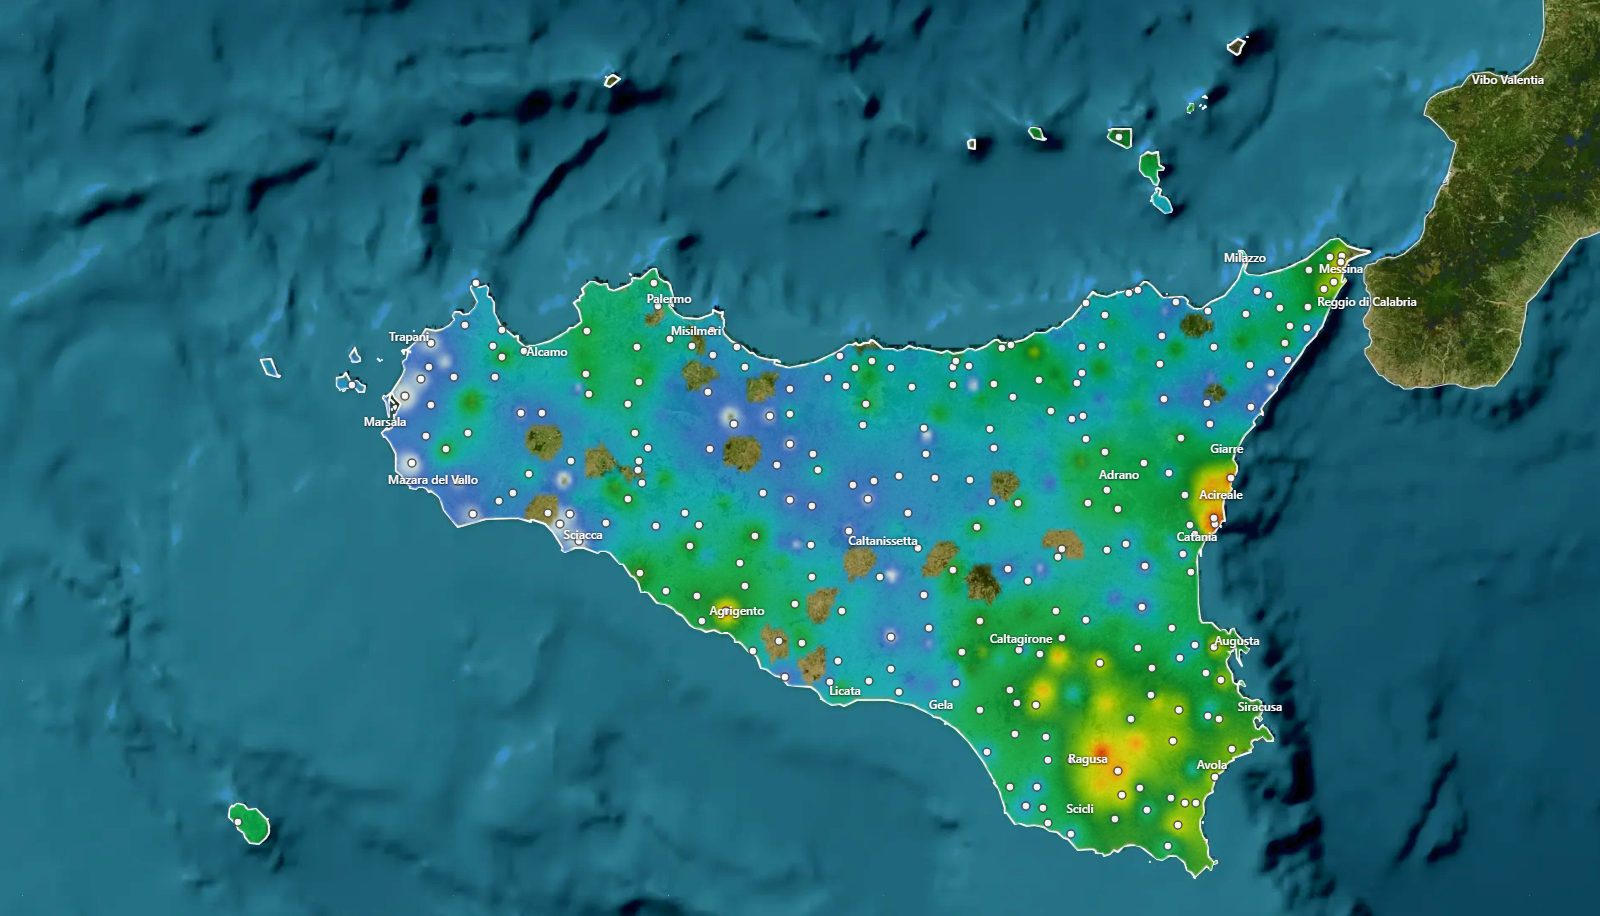 Vibo Valentia
Milazzo
Messina
Reggio di Calabria
Palermo
Misilmeri
Trapani
Alcamo
Marsala
Giarre
Mazara del Vallo
Adrano
Acireale
Sciacca
Caltanissetta
Catania
Agrigento
Caltagirone
Augusta
Licata
Gela
Siracusa
Ragusa
Avola
Scicli